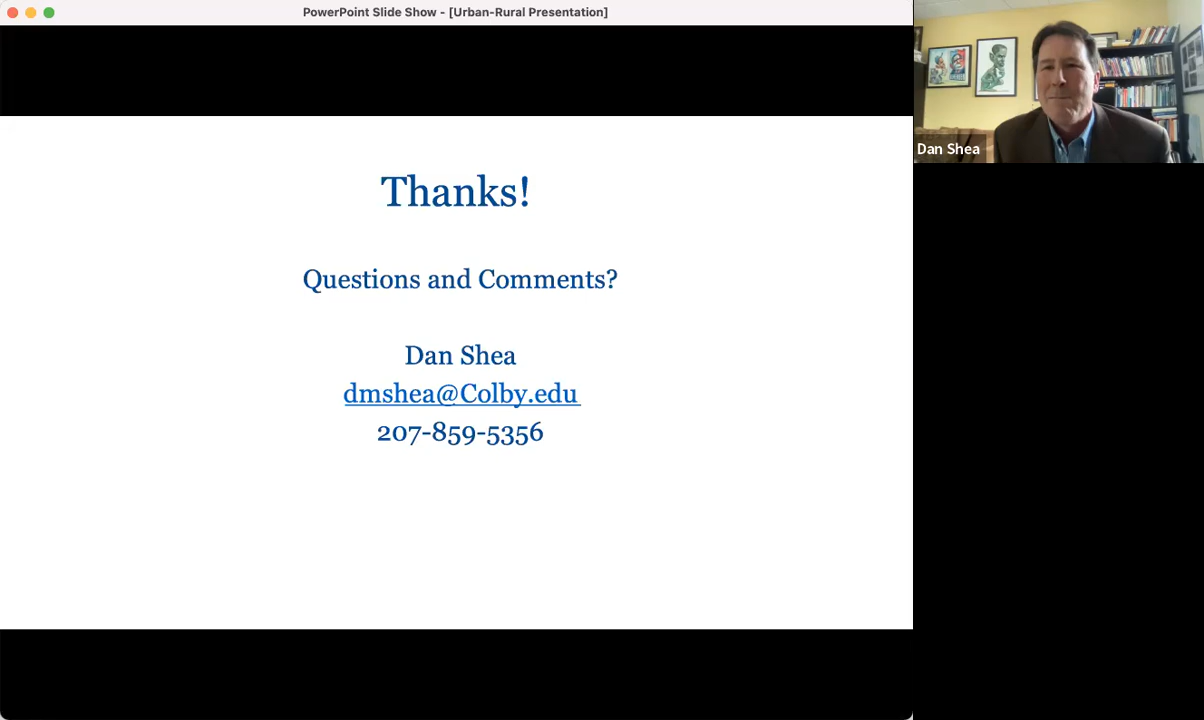 PowerPoint Slide Show - [Urban-Rural Presentation]
Dan Shea
Thanks!
Questions and Comments?
Dan Shea
dmshea@Colby.edu
207-859-5356